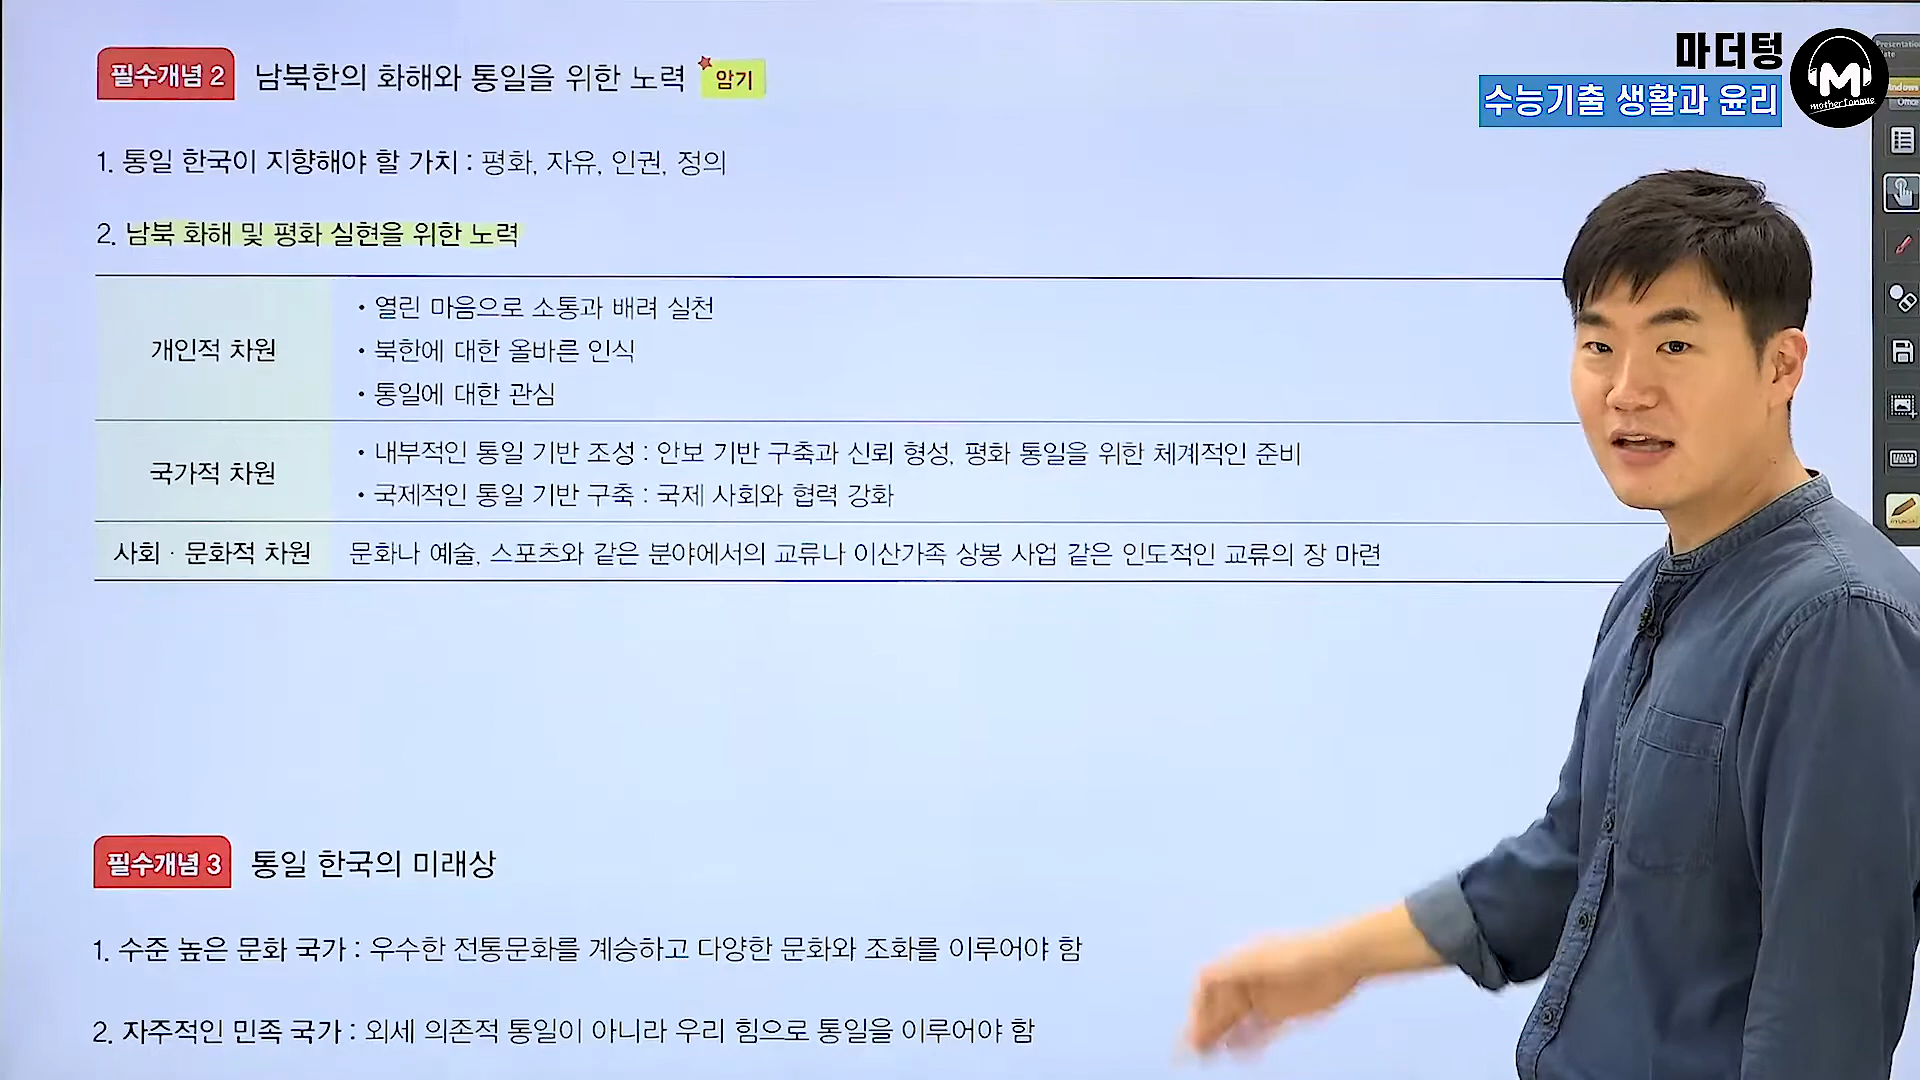 마더텅
수능기출 생활과 윤리
mothertongue
필수개념 2 남북한의 화해와 통일을 위한 노력 암기
1. 통일 한국이 지향해야 할 가치 : 평화, 자유, 인권, 정의
2. 남북 화해 및 평화 실현을 위한 노력
개인적 차원
• 열린 마음으로 소통과 배려 실천
• 북한에 대한 올바른 인식
• 통일에 대한 관심
국가적 차원
• 내부적인 통일 기반 조성 : 안보 기반 구축과 신뢰 형성, 평화 통일을 위한 체계적인 준비
• 국제적인 통일 기반 구축 : 국제 사회와 협력 강화
사회 · 문화적 차원
문화나 예술, 스포츠와 같은 분야에서의 교류나 이산가족 상봉 사업 같은 인도적인 교류의 장 마련
필수개념 3 통일 한국의 미래상
1. 수준 높은 문화 국가 : 우수한 전통문화를 계승하고 다양한 문화와 조화를 이루어야 함
2. 자주적인 민족 국가 : 외세 의존적 통일이 아니라 우리 힘으로 통일을 이루어야 함